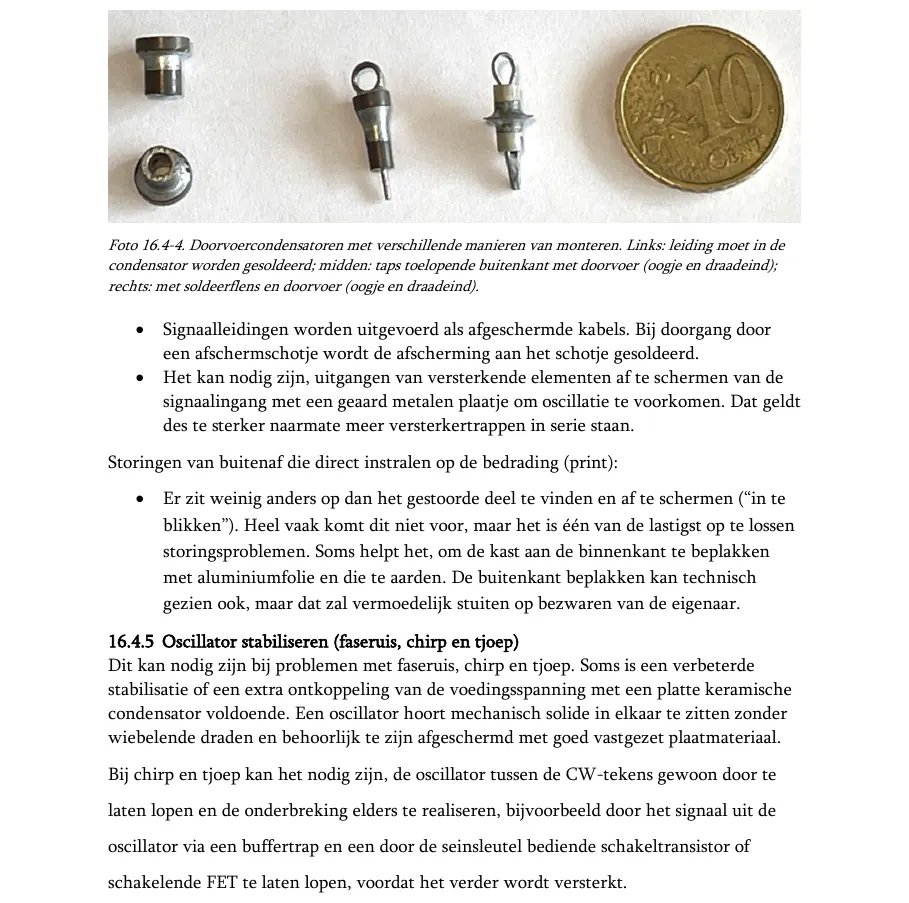 10
CENT
Foto 16.4-4. Doorvoercondensatoren met verschillende manieren van monteren. Links: leiding moet in de
condensator worden gesoldeerd; midden: taps toelopende buitenkant met doorvoer (oogje en draadeind);
rechts: met soldeerflens en doorvoer (oogje en draadeind).
• Signaalleidingen worden uitgevoerd als afgeschermde kabels. Bij doorgang door
een afschermschotje wordt de afscherming aan het schotje gesoldeerd.
• Het kan nodig zijn, uitgangen van versterkende elementen af te schermen van de
signaalingang met een geaard metalen plaatje om oscillatie te voorkomen. Dat geldt
des te sterker naarmate meer versterkertrappen in serie staan.
Storingen van buitenaf die direct instralen op de bedrading (print):
• Er zit weinig anders op dan het gestoorde deel te vinden en af te schermen (“in te
blikken”). Heel vaak komt dit niet voor, maar het is één van de lastigst op te lossen
storingsproblemen. Soms helpt het, om de kast aan de binnenkant te beplakken
met aluminiumfolie en die te aarden. De buitenkant beplakken kan technisch
gezien ook, maar dat zal vermoedelijk stuiten op bezwaren van de eigenaar.
16.4.5 Oscillator stabiliseren (faseruis, chirp en tjoep)
Dit kan nodig zijn bij problemen met faseruis, chirp en tjoep. Soms is een verbeterde
stabilisatie of een extra ontkoppeling van de voedingsspanning met een platte keramische
condensator voldoende. Een oscillator hoort mechanisch solide in elkaar te zitten zonder
wiebelende draden en behoorlijk te zijn afgeschermd met goed vastgezet plaatmateriaal.
Bij chirp en tjoep kan het nodig zijn, de oscillator tussen de CW-tekens gewoon door te
laten lopen en de onderbreking elders te realiseren, bijvoorbeeld door het signaal uit de
oscillator via een buffertrap en een door de seinsleutel bediende schakeltransistor of
schakelende FET te laten lopen, voordat het verder wordt versterkt.